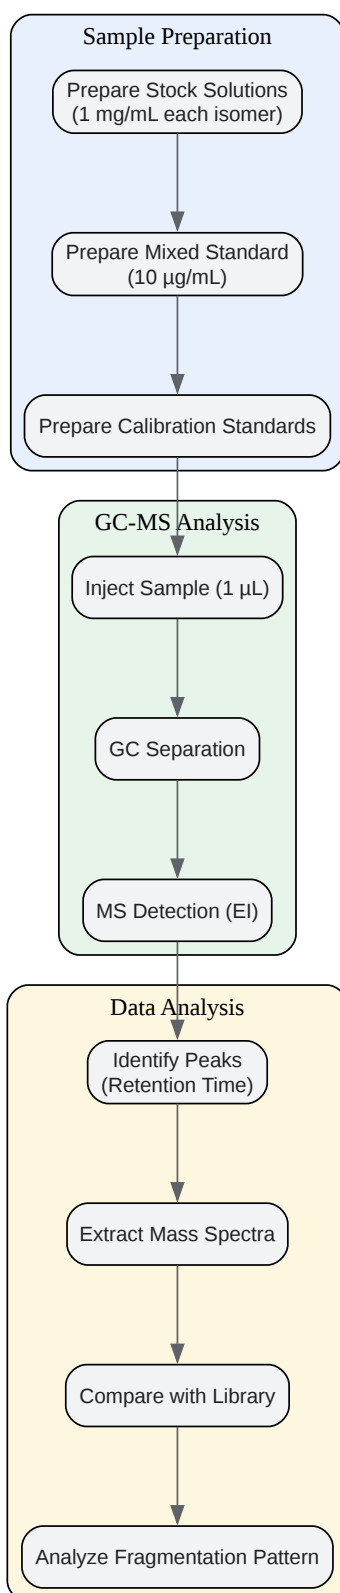 Sample Preparation
Prepare Stock Solutions
(1 mg/mL each isomer)
Prepare Mixed Standard
(10 µg/mL)
Prepare Calibration Standards
GC-MS Analysis
Inject Sample (1 µL)
GC Separation
MS Detection (EI)
Data Analysis
Identify Peaks
(Retention Time)
Extract Mass Spectra
Compare with Library
Analyze Fragmentation Pattern